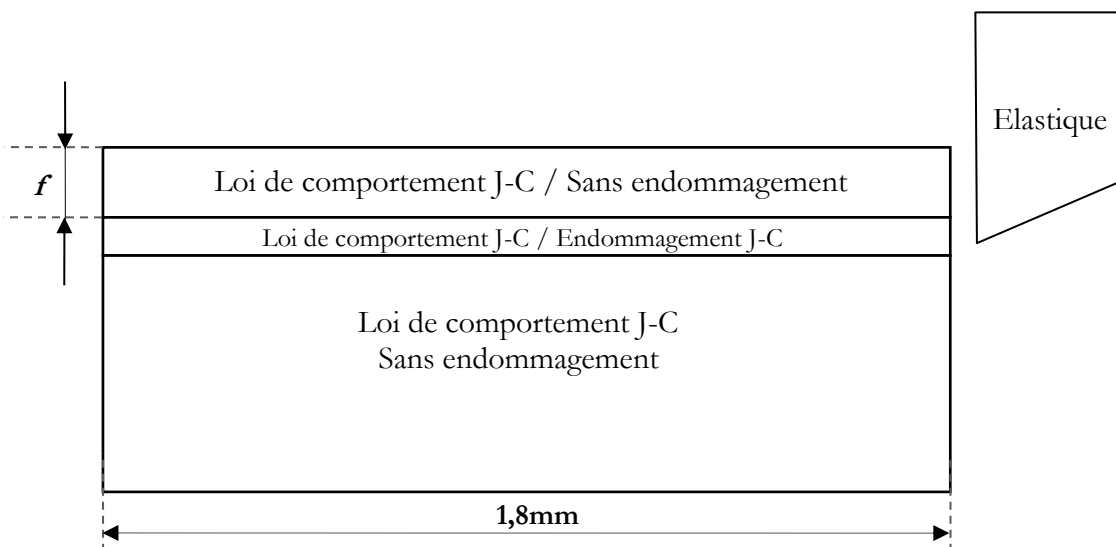 Elastique
f
Loi de comportement J-C / Sans endommagement
Loi de comportement J-C / Endommagement J-C
Loi de comportement J-C
Sans endommagement
1,8mm